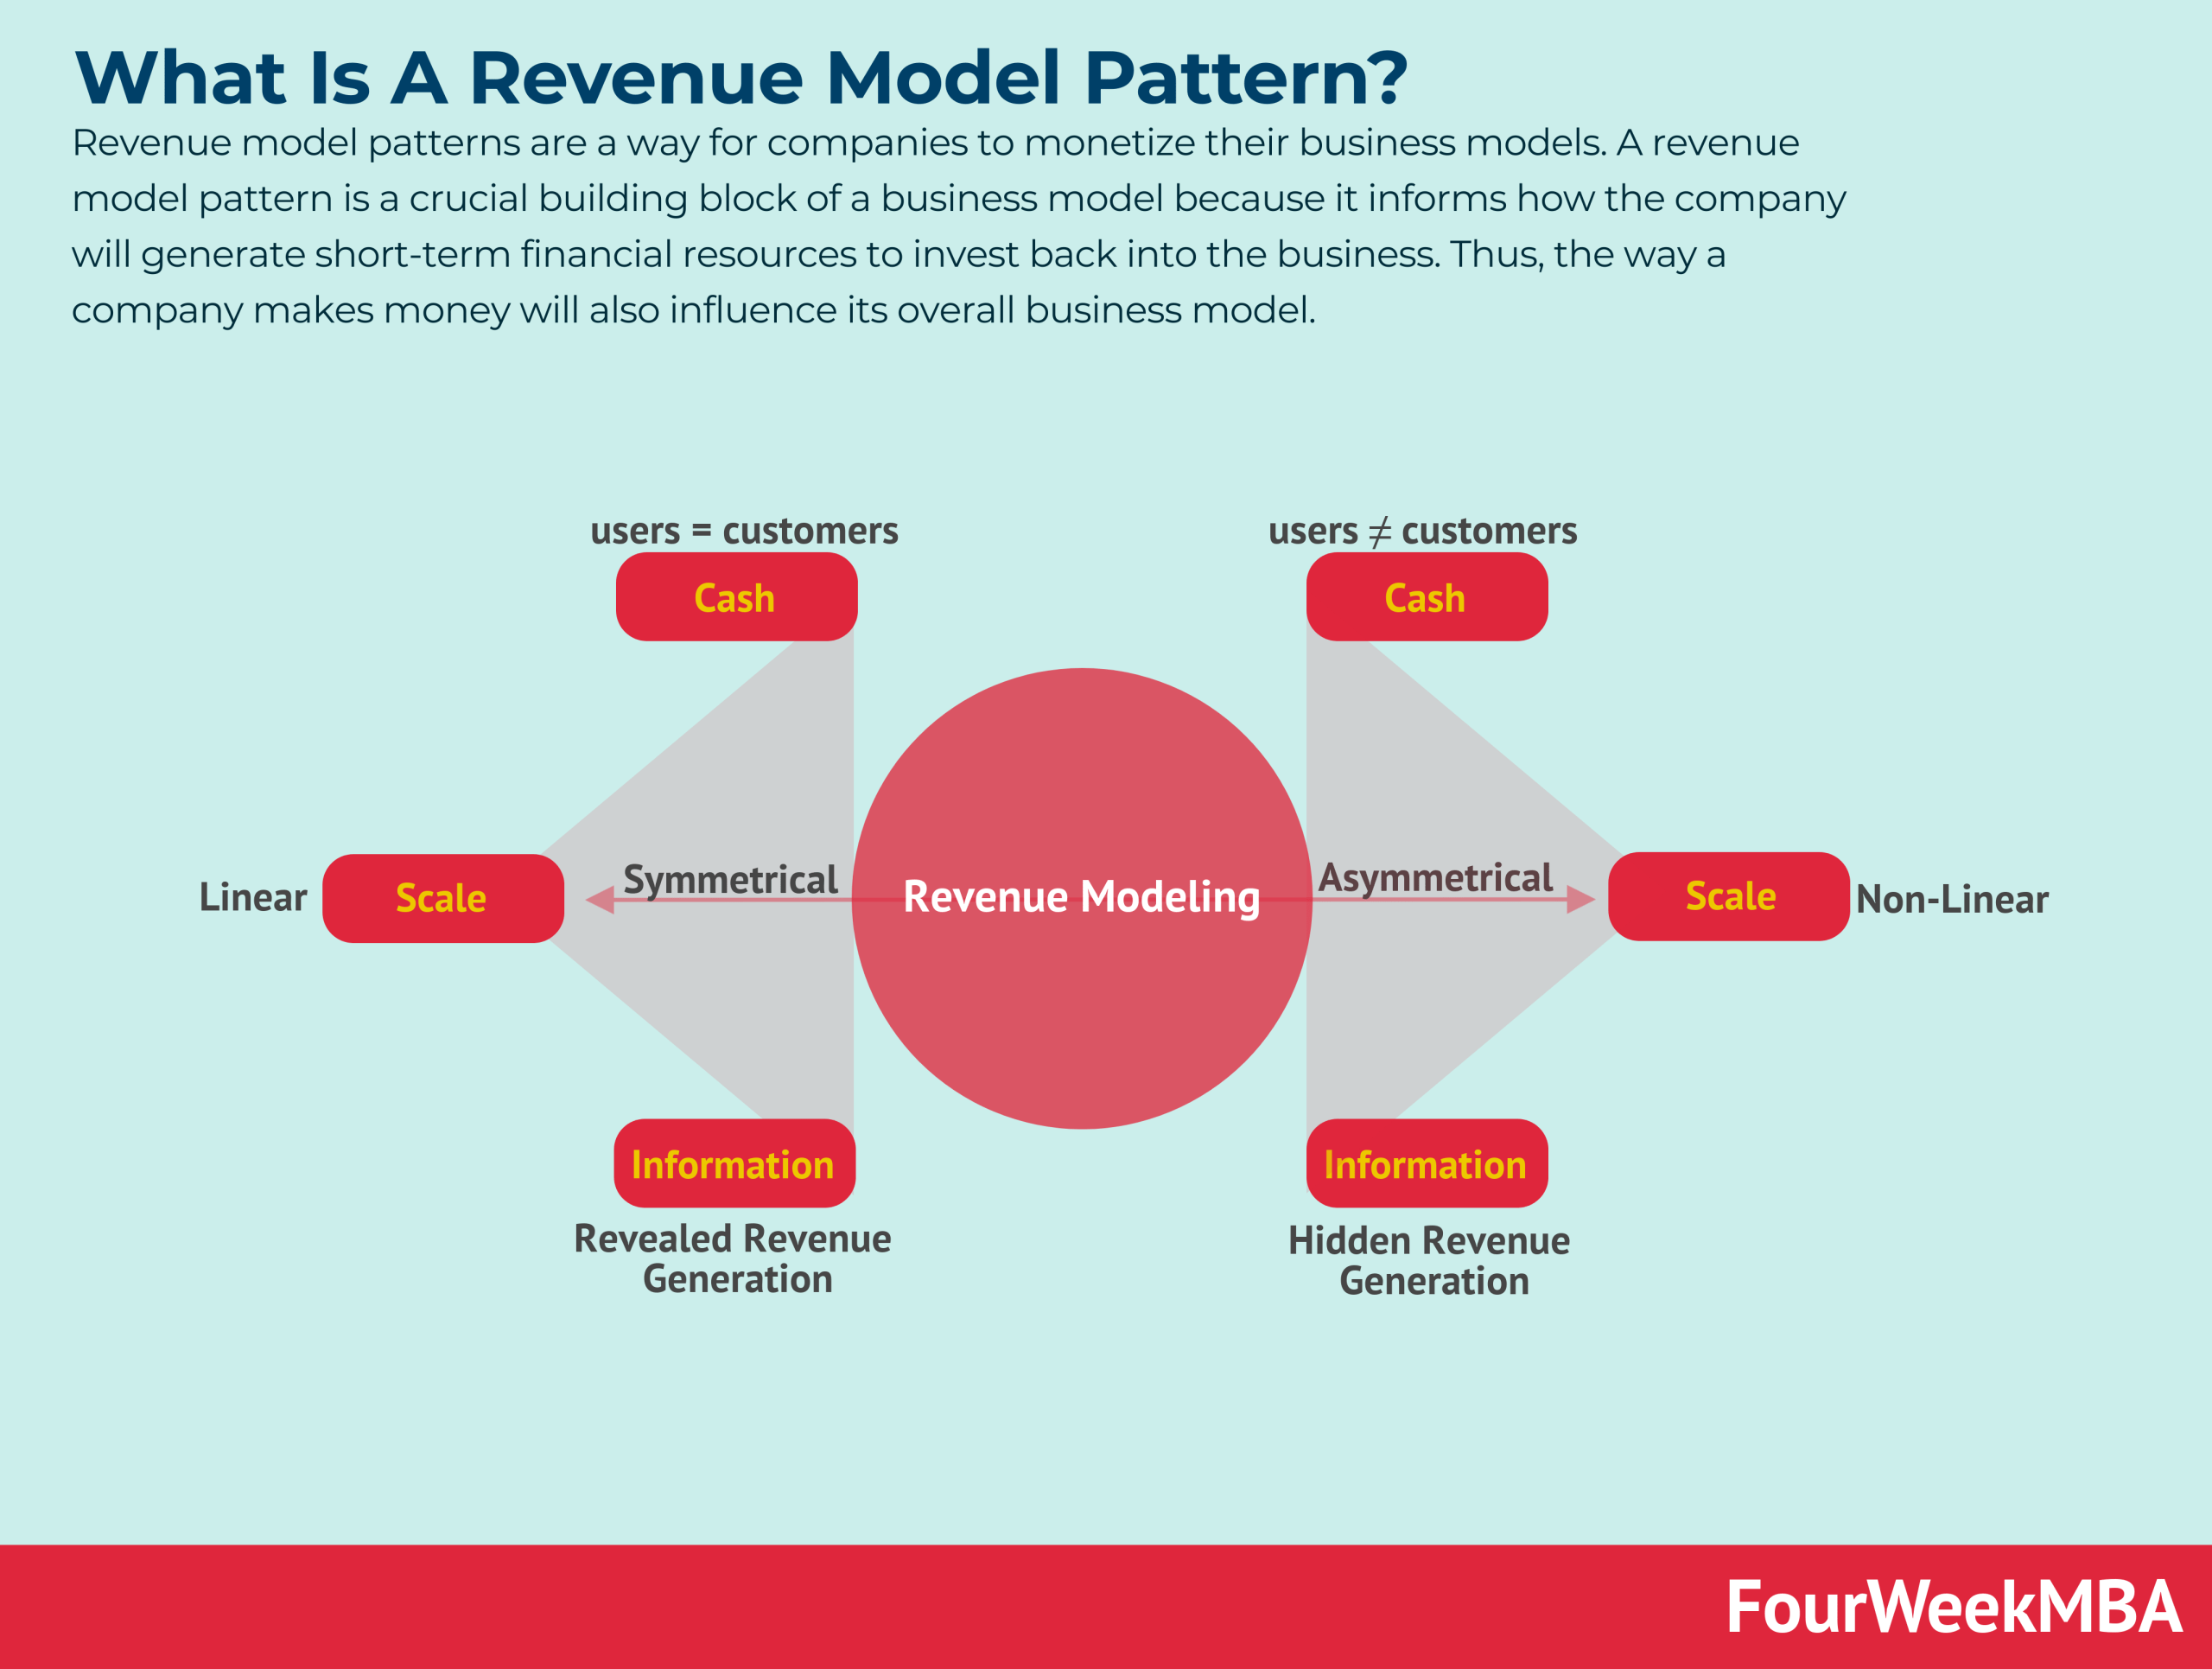 What Is A Revenue Model Pattern?
Revenue model patterns are a way for companies to monetize their business models. A revenue
model pattern is a crucial building block of a business model because it informs how the company
will generate short-term financial resources to invest back into the business. Thus, the way a
company makes money will also influence its overall business model.
users = customers
users ≠ customers
Cash
Cash
Symmetrical
Asymmetrical
Linear
Scale
Revenue Modeling
Scale
Non-Linear
Information
Information
Revealed Revenue
Generation
Hidden Revenue
Generation
FourWeekMBA